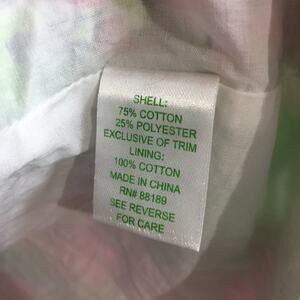 SHELL:
75% COTTON
25% POLYESTER
EXCLUSIVE OF TRIM
LINING:
100% COTTON
MADE IN CHINA
RN# 88189
SEE REVERSE
FOR CARE